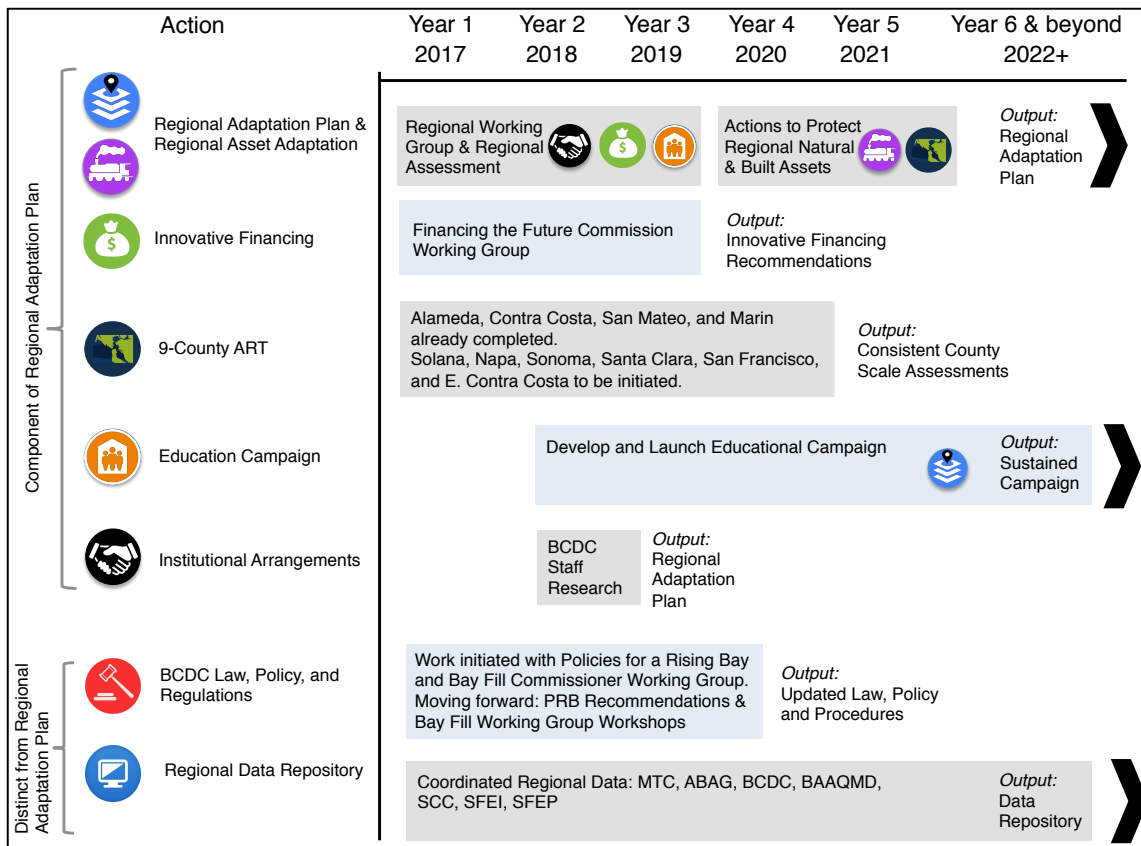 Action
Year 1
2017
Year 2
2018
Year 3
2019
Year 4
2020
Year 5
2021
Year 6 & beyond
2022+
Component of Regional Adaptation Plan
Regional Adaptation Plan &
Regional Asset Adaptation
Regional Working
Group & Regional
Assessment
$
Actions to Protect
Regional Natural
& Built Assets
Output:
Regional
Adaptation
Plan
$
Innovative Financing
Financing the Future Commission
Working Group
Output:
Innovative Financing
Recommendations
9-County ART
Alameda, Contra Costa, San Mateo, and Marin
already completed.
Solana, Napa, Sonoma, Santa Clara, San Francisco,
and E. Contra Costa to be initiated.
Output:
Consistent County
Scale Assessments
Education Campaign
Develop and Launch Educational Campaign
Output:
Sustained
Campaign
Institutional Arrangements
BCDC
Staff
Research
Output:
Regional
Adaptation
Plan
Distinct from Regional
Adaptation Plan
BCDC Law, Policy, and
Regulations
Work initiated with Policies for a Rising Bay
and Bay Fill Commissioner Working Group.
Moving forward: PRB Recommendations &
Bay Fill Working Group Workshops
Output:
Updated Law, Policy
and Procedures
Regional Data Repository
Coordinated Regional Data: MTC, ABAG, BCDC, BAAQMD,
SCC, SFEI, SFEP
Output:
Data
Repository